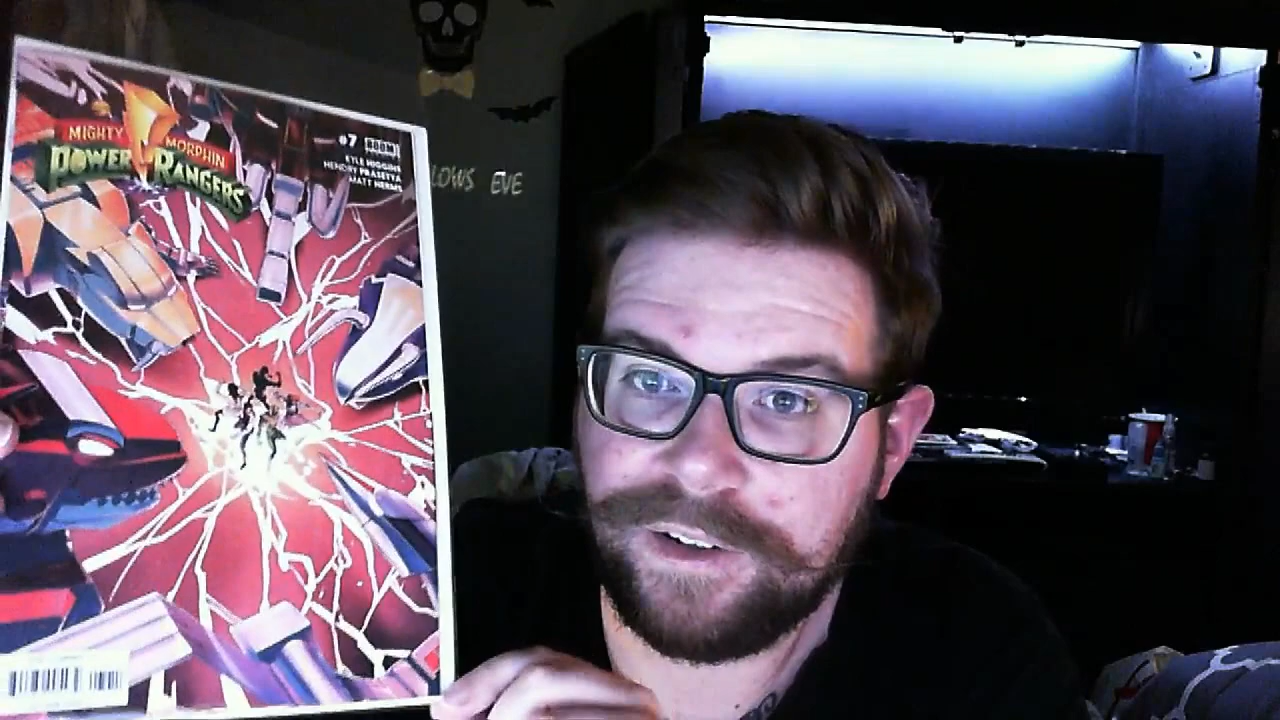 MIGHTY MORPHIN
POWER RANGERS
#7 BOOM!
KYLE HIGGINS
HENDRY PRASETYA
MATT HERMS
LOWS EVE